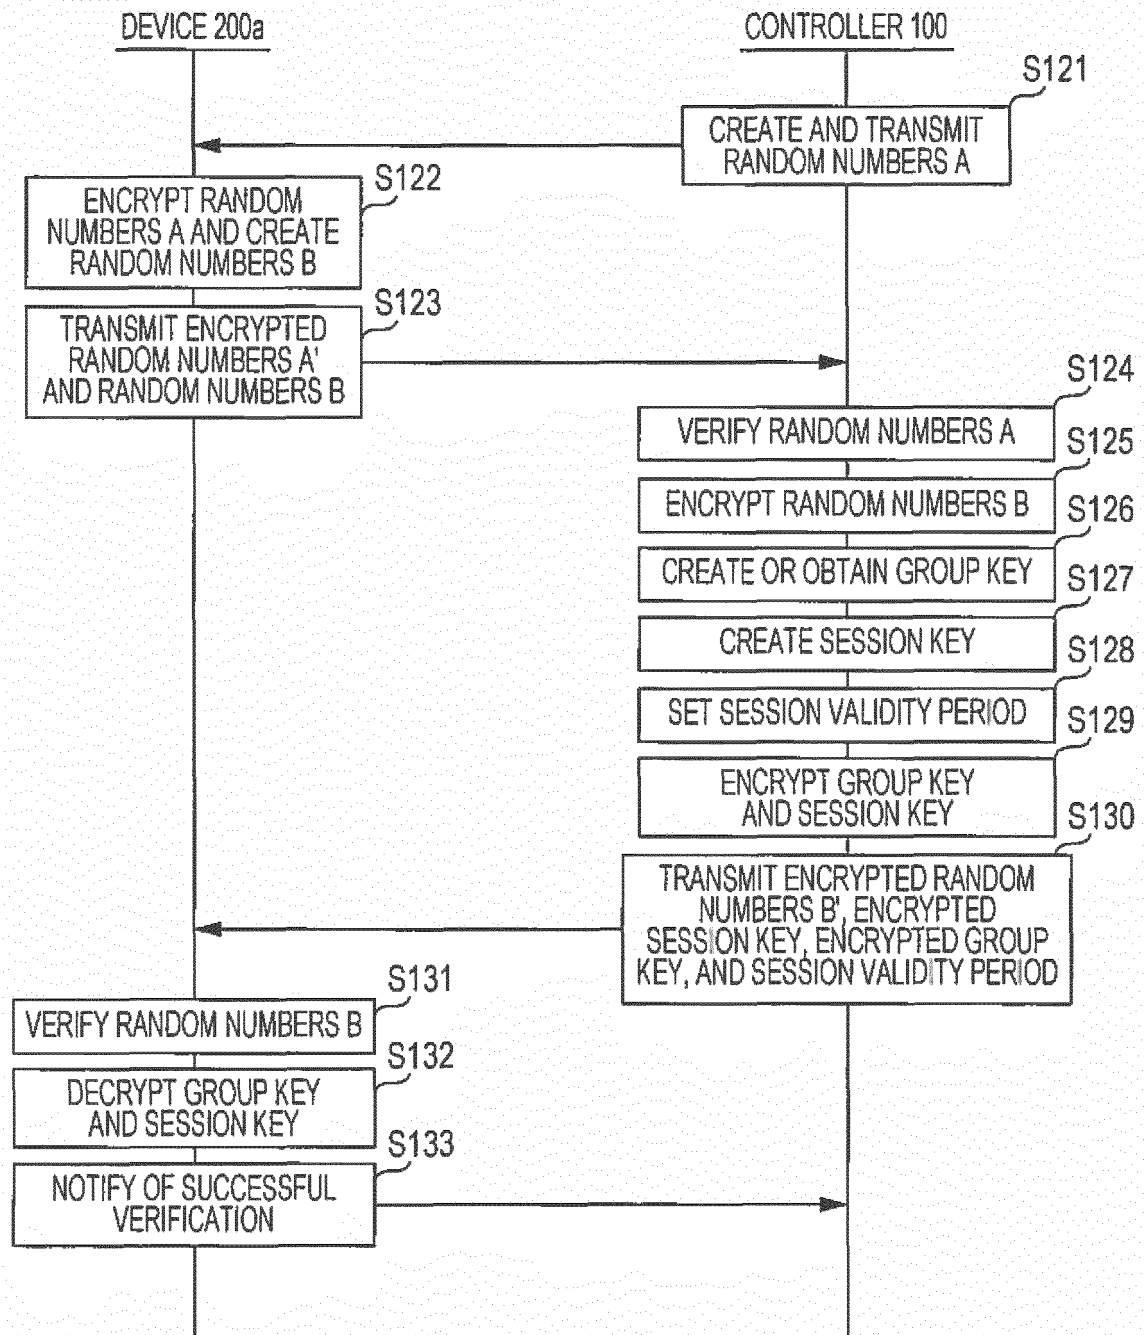 DEVICE 200a
CONTROLLER 100
S121
CREATE AND TRANSMIT
RANDOM NUMBERS A
S122
ENCRYPT RANDOM
NUMBERS A AND CREATE
RANDOM NUMBERS B
S123
TRANSMIT ENCRYPTED
RANDOM NUMBERS A'
AND RANDOM NUMBERS B
S124
VERIFY RANDOM NUMBERS A
S125
ENCRYPT RANDOM NUMBERS B
S126
CREATE OR OBTAIN GROUP KEY
S127
CREATE SESSION KEY
S128
SET SESSION VALIDITY PERIOD
S129
ENCRYPT GROUP KEY
AND SESSION KEY
S130
TRANSMIT ENCRYPTED RANDOM
NUMBERS B', ENCRYPTED
SESSION KEY, ENCRYPTED GROUP
KEY, AND SESSION VALIDITY PERIOD
S131
VERIFY RANDOM NUMBERS B
S132
DECRYPT GROUP KEY
AND SESSION KEY
S133
NOTIFY OF SUCCESSFUL
VERIFICATION